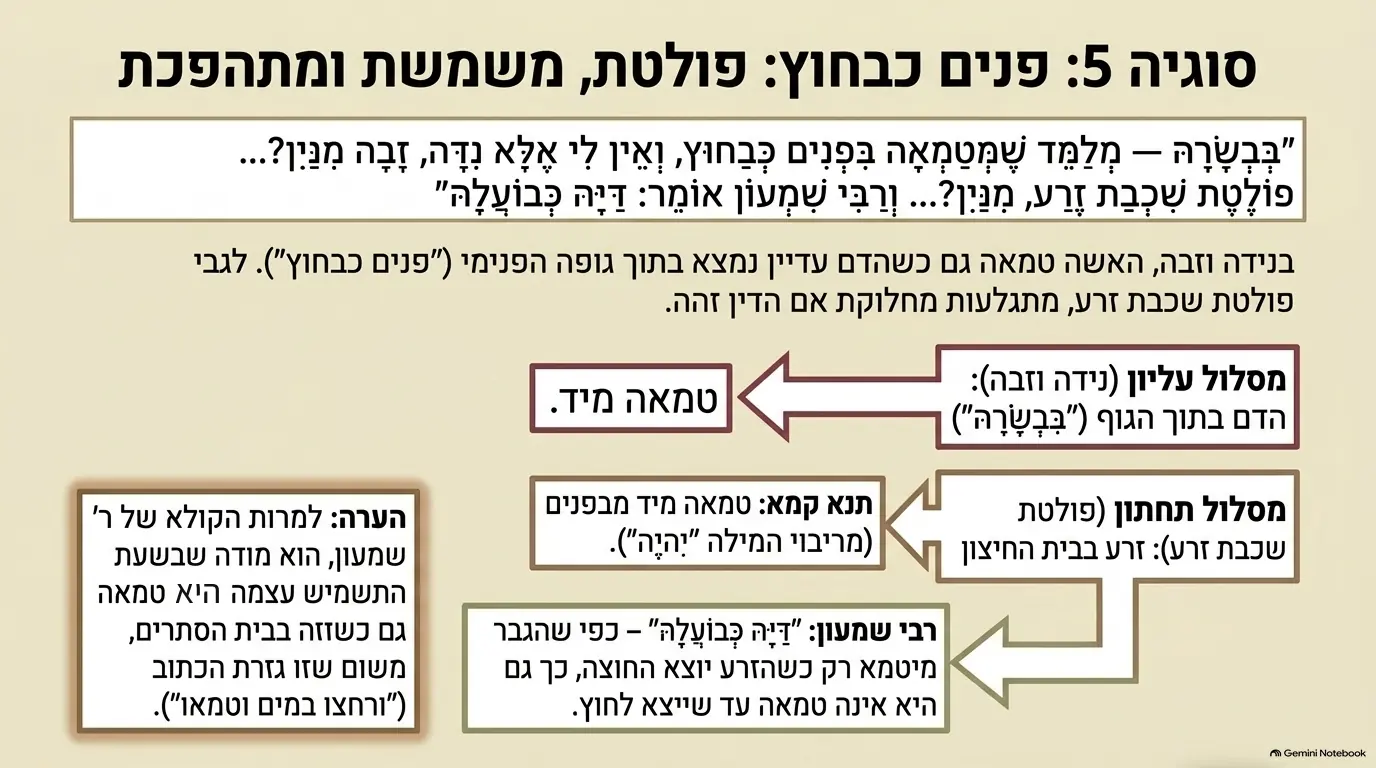 סוגיה 5: פנים כבחוץ: פולטת, משמשת ומתהפכת
"בְּבְשָׂרָהּ — מְלַמֵּד שֶׁמְּטַמְאָה בִּפְנִים כְּבַחוּץ, וְאֵין לִי אֶלָּא נִדָּה, זָבָה מִנַּיִן?...
פּוֹלֶטֶת שִׁכְבַת זֶרַע, מִנַּיִן?... וְרַבִּי שִׁמְעוֹן אוֹמֵר: דַּיָּהּ כְּבוֹעֲלָהּ"
בנידה וזבה, האשה טמאה גם כשהדם עדיין נמצא בתוך גופה הפנימי ("פנים כבחוץ"). לגבי
פולטת שכבת זרע, מתגלעות מחלוקת אם הדין זהה.
מסלול עליון (נידה וזבה):
הדם בתוך הגוף ("בִּבְשָׂרָהּ")
טמאה מיד.
מסלול תחתון (פולטת
שכבת זרע): זרע בבית החיצון
תנא קמא: טמאה מיד מבפנים
(מריבוי המילה "יִהְיֶה").
רבי שמעון: "דַּיָּהּ כְּבוֹעֲלָהּ" – כפי שהגבר
מיטמא רק כשהזרע יוצא החוצה, כך גם
היא אינה טמאה עד שייצא לחוץ.
הערה: למרות הקולא של ר'
שמעון, הוא מודה שבשעת
התשמיש עצמה היא טמאה
גם כשזזה בבית הסתרים,
משום שזו גזרת הכתוב
("ורחצו במים וטמאו").
Gemini Notebook